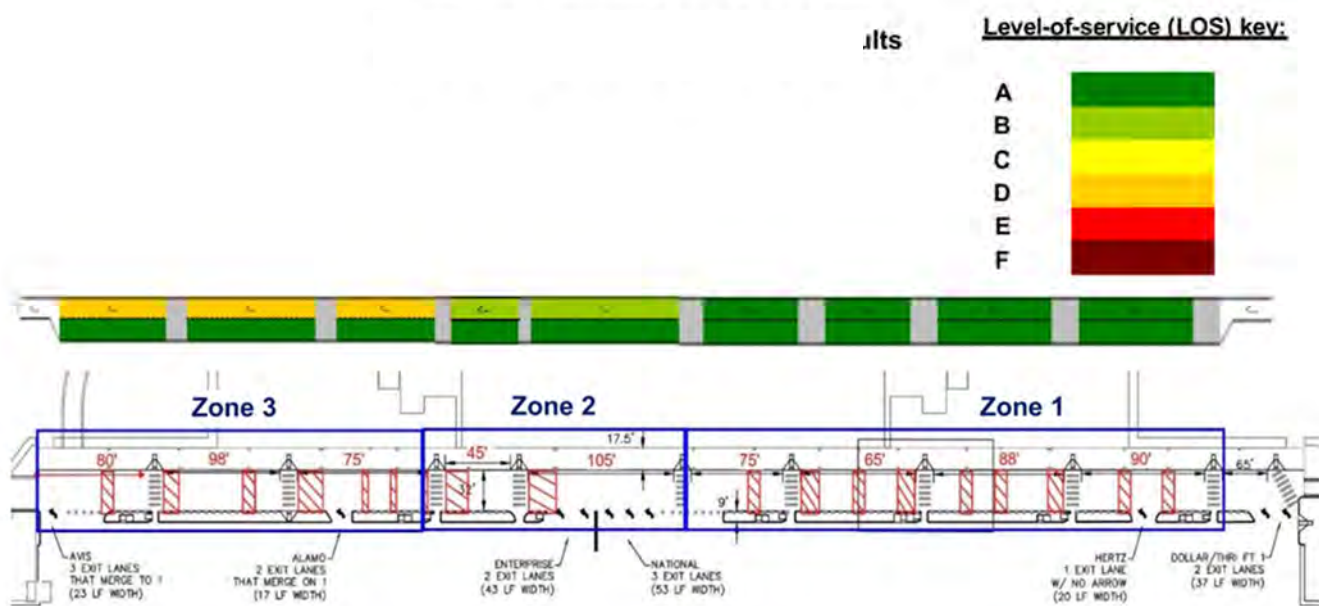 ults
Level-of-service (LOS) key:
A
B
C
D
E
F
Zone 3
Zone 2
Zone 1
17.5'
80'
98'
75'
45'
105'
75'
65'
88'
90'
65'
12'
9'
AVIS
3 EXIT LANES
THAT MERGE TO 1
(23 LF WIDTH)
ALAMO
2 EXIT LANES
THAT MERGE ON 1
(17 LF WIDTH)
ENTERPRISE
2 EXIT LANES
(43 LF WIDTH)
NATIONAL
3 EXIT LANES
(53 LF WIDTH)
HERTZ
1 EXIT LANE
W/ NO ARROW
(20 LF WIDTH)
DOLLAR/THRIFT 1
2 EXIT LANES
(37 LF WIDTH)